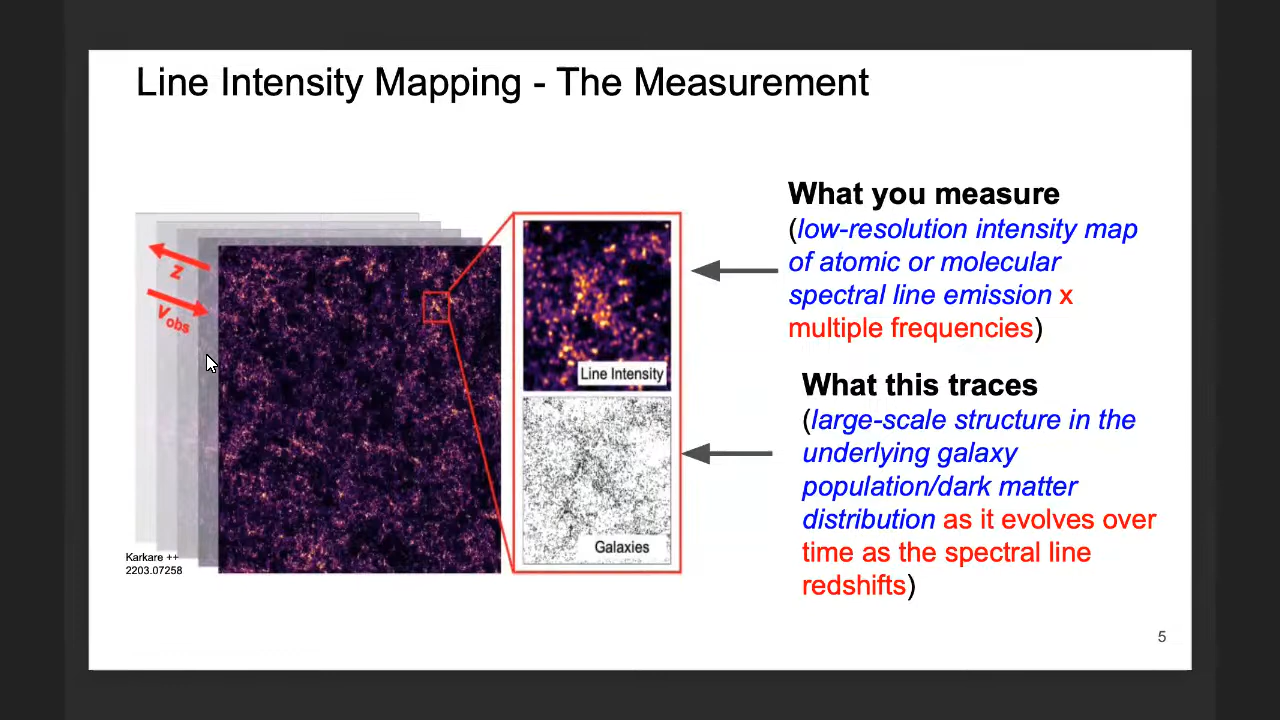 Line Intensity Mapping - The Measurement
z
νobs
Line Intensity
Galaxies
Karkare ++
2203.07258
What you measure
(low-resolution intensity map
of atomic or molecular
spectral line emission x
multiple frequencies)
What this traces
(large-scale structure in the
underlying galaxy
population/dark matter
distribution as it evolves over
time as the spectral line
redshifts)
5